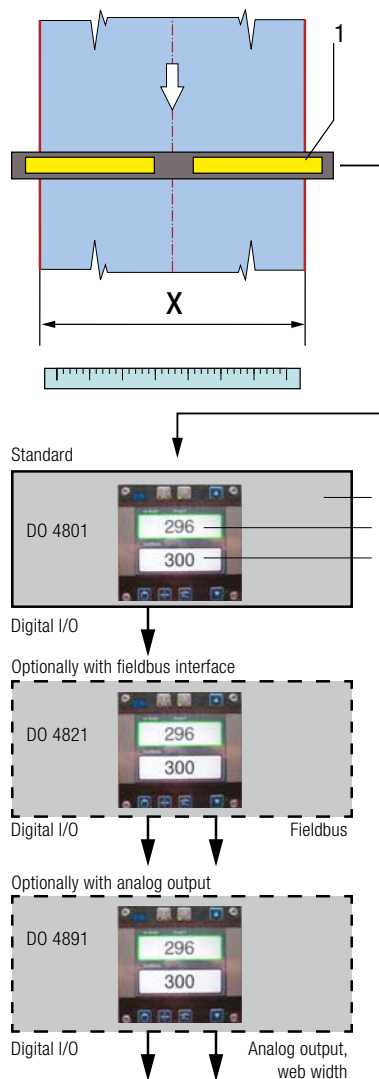 1
X
Standard
DO 4801
296
300
Digital I/O
Optionally with fieldbus interface
DO 4821
296
300
Digital I/O
Fieldbus
Optionally with analog output
DO 4891
296
300
Digital I/O
Analog output,
web width